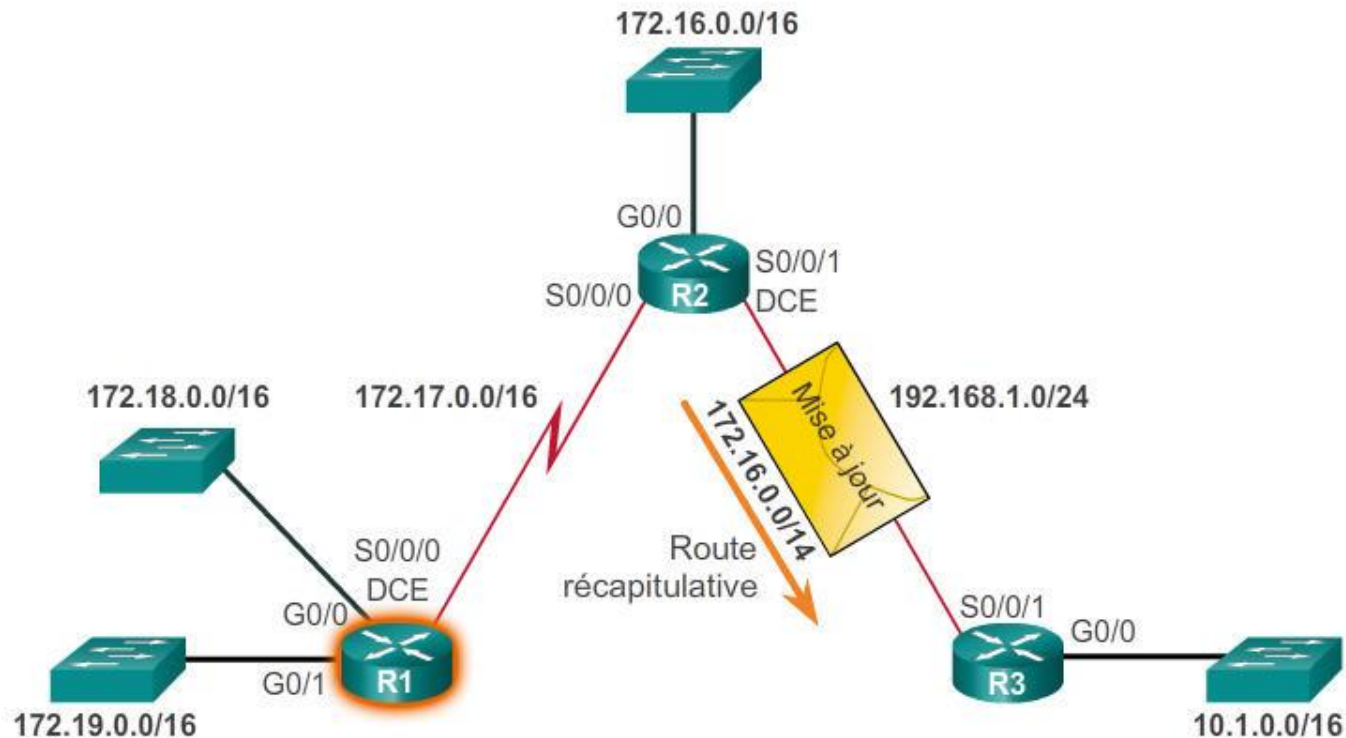 172.16.0.0/16
G0/0
S0/0/1
DCE
S0/0/0
R2
172.18.0.0/16
172.17.0.0/16
192.168.1.0/24
Mise à jour
172.16.0.0/14
Route
récapitulative
S0/0/0
DCE
G0/0
G0/1
R1
172.19.0.0/16
S0/0/1
G0/0
R3
10.1.0.0/16